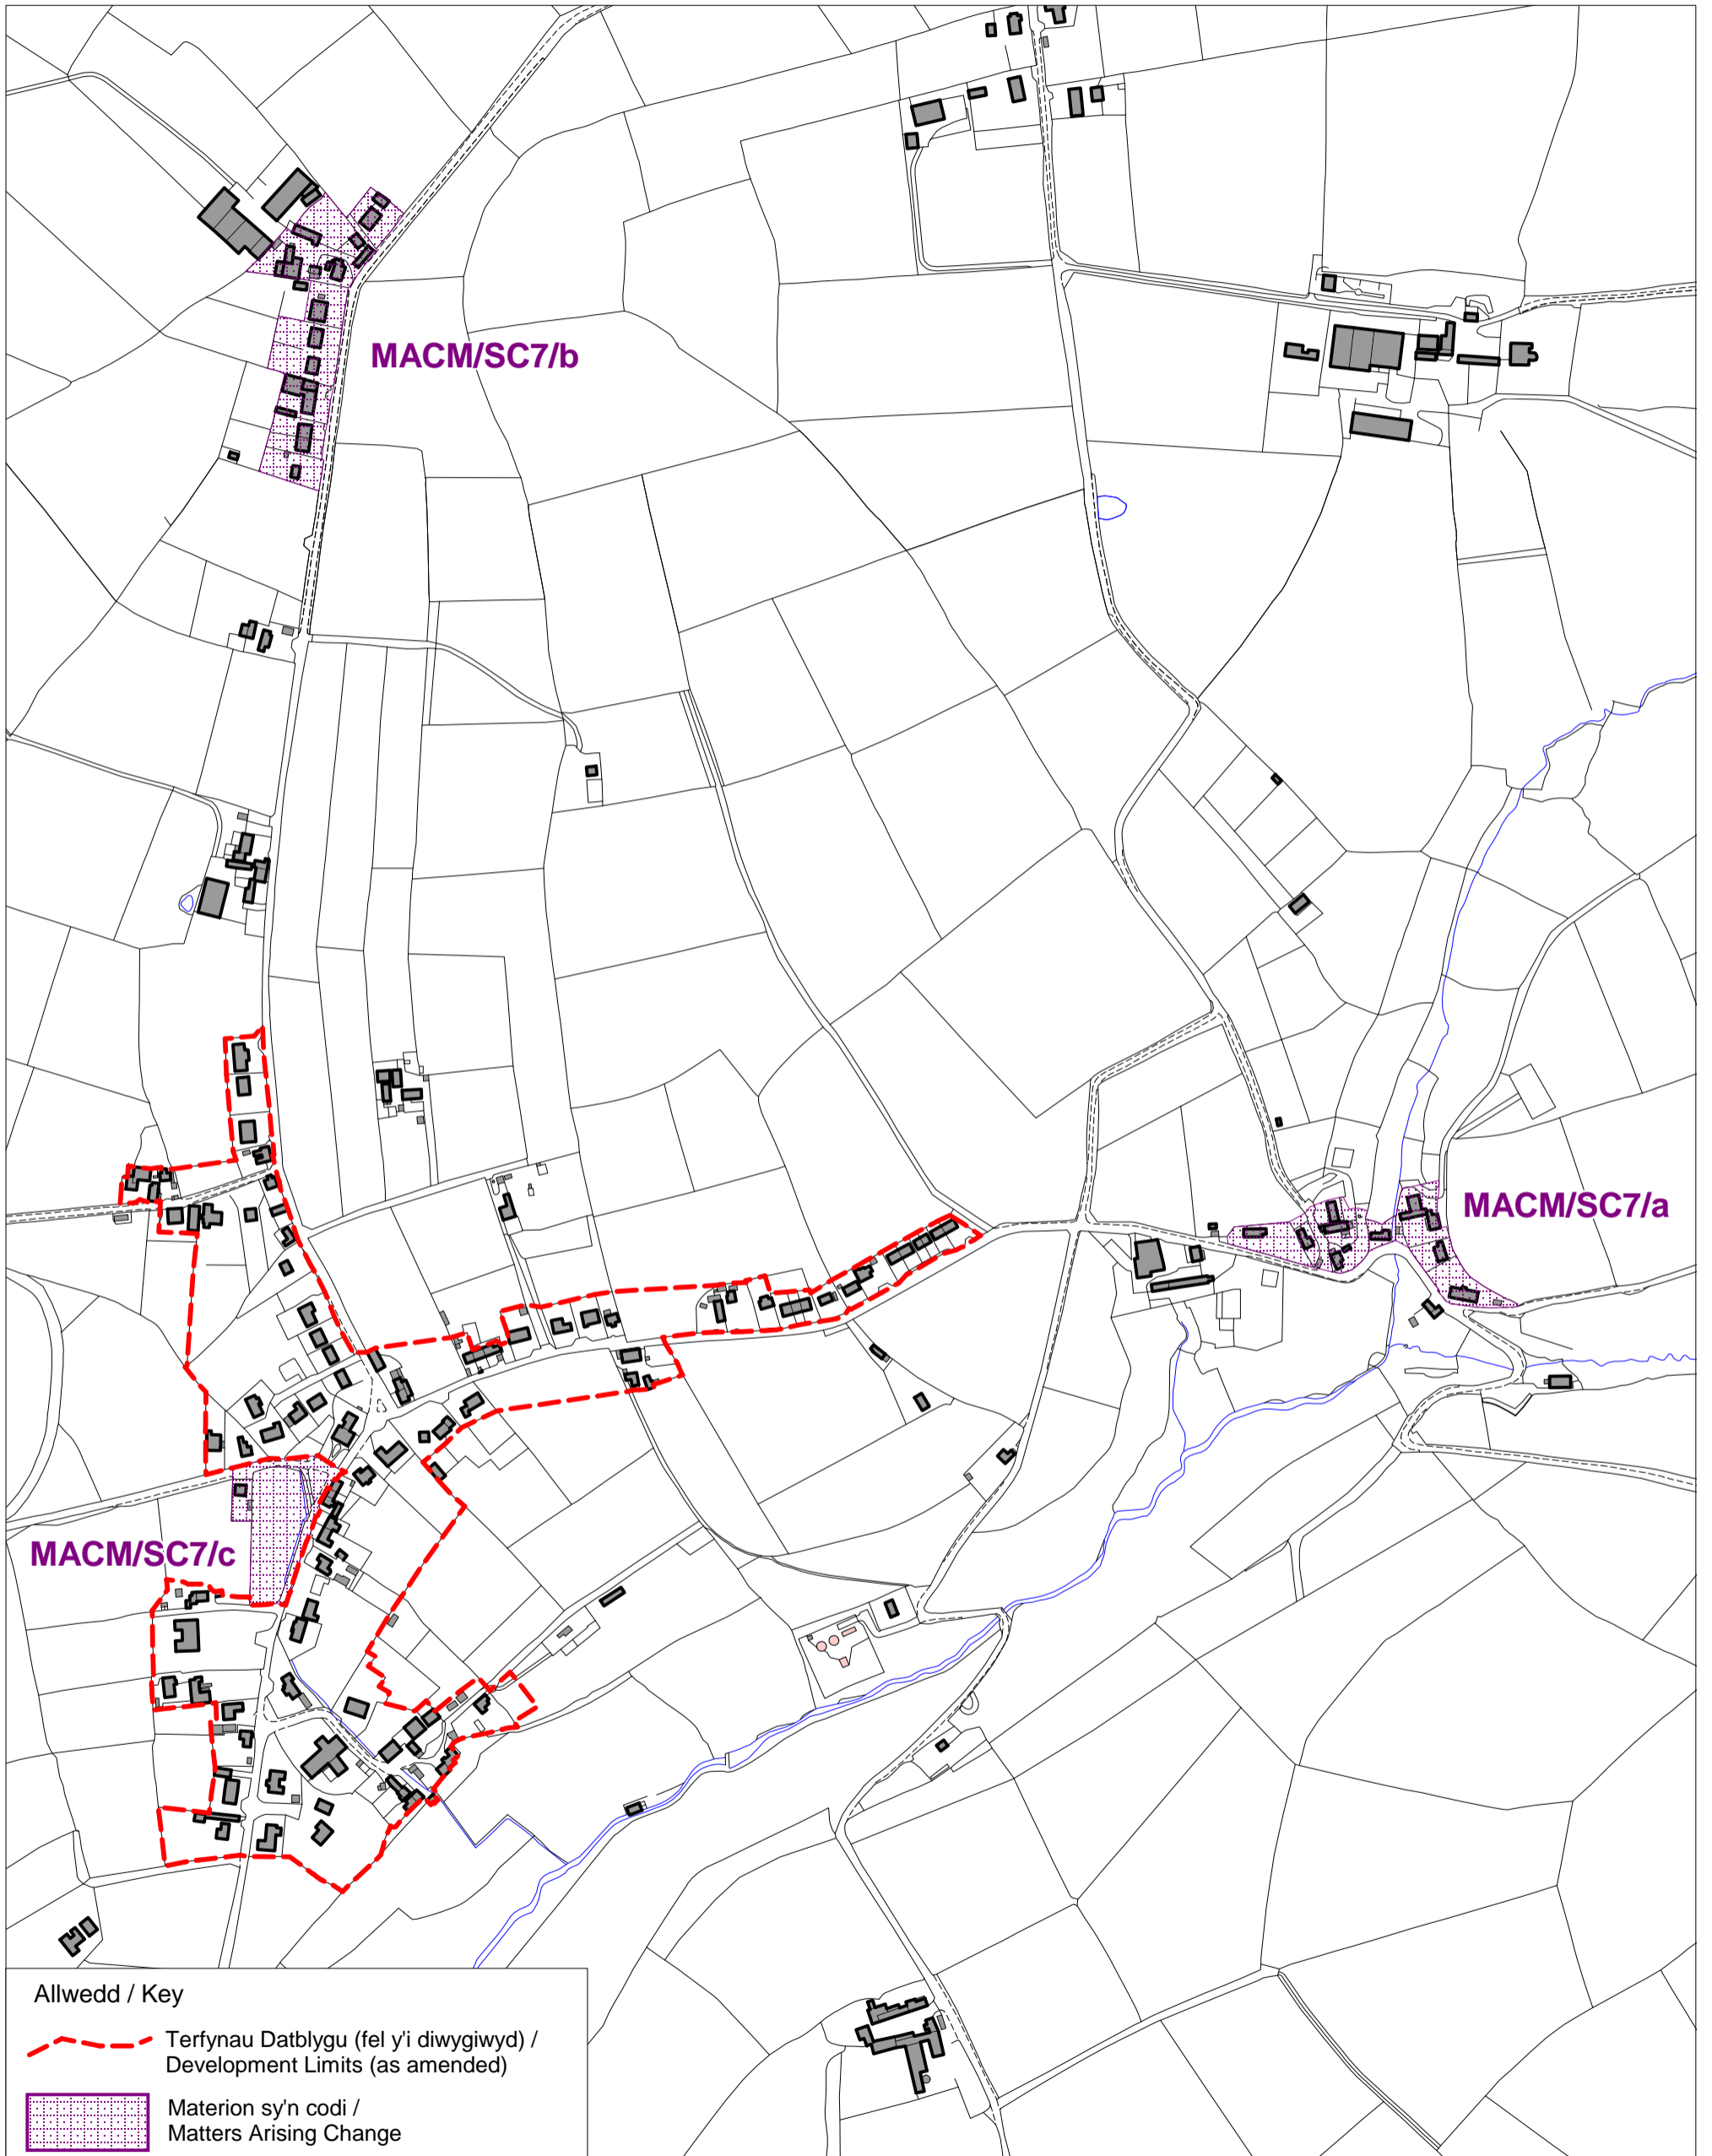 MACM/SC7/b
MACM/SC7/a
MACM/SC7/c
Allwedd / Key
Terfynau Datblygu (fel y'i diwygiwyd) /
Development Limits (as amended)
Materion sy'n codi /
Matters Arising Change